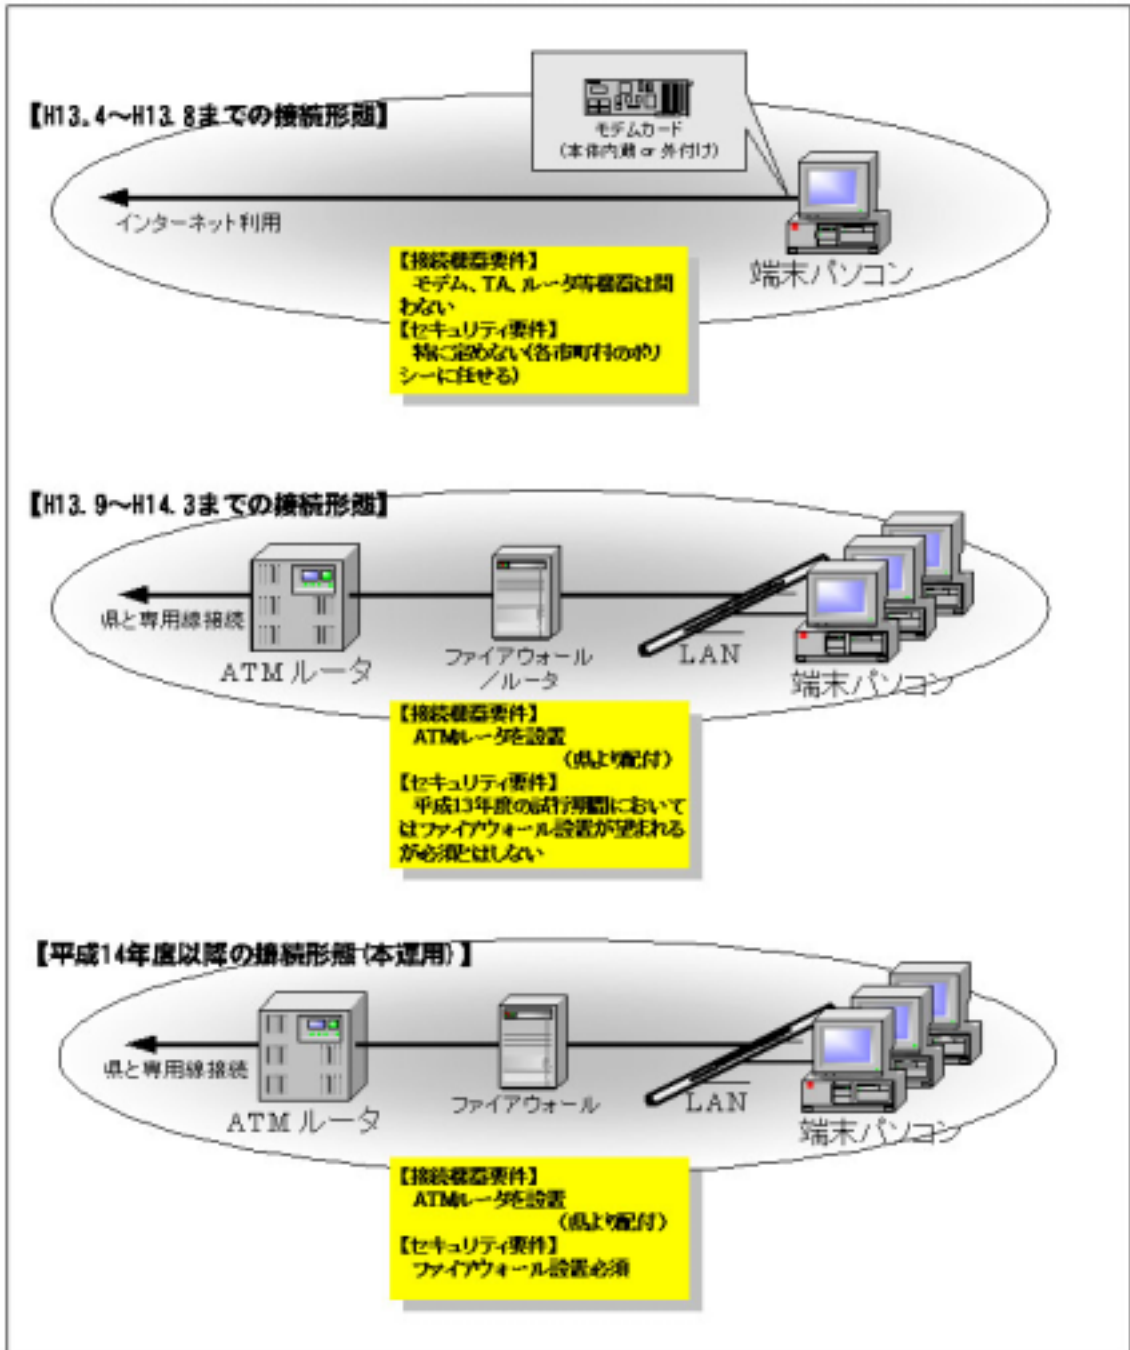 【H13.4～H13.8までの接続形態】
モデムカード
（本体内蔵 or 外付け）
インターネット利用
端末パソコン
【接続機器要件】
モデム、TA、ルータ等機器は問
わない
【セキュリティ要件】
特に定めない(各市町村のポリ
シーに任せる)
【H13.9～H14.3までの接続形態】
県と専用線接続
ATM ルータ
ファイアウォール
／ルータ
LAN
端末パソコン
【接続機器要件】
ATMルータを設置
（県より配付）
【セキュリティ要件】
平成13年度の試行期間において
はファイアウォール設置が望まれる
が必須とはしない
【平成14年度以降の接続形態(本運用)】
県と専用線接続
ATM ルータ
ファイアウォール
LAN
端末パソコン
【接続機器要件】
ATMルータを設置
（県より配付）
【セキュリティ要件】
ファイアウォール設置必須